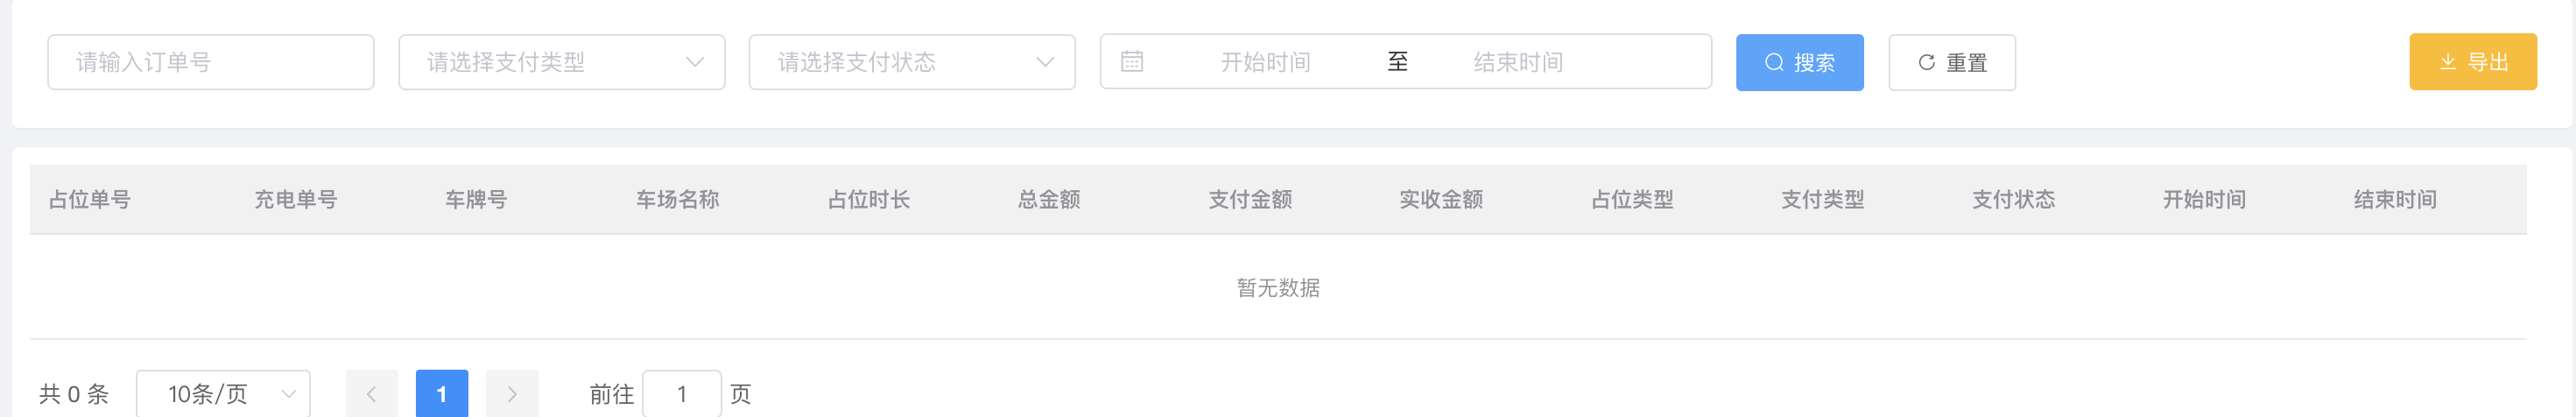 请输入订单号 请选择支付类型 请选择支付状态 开始时间 至 结束时间 搜索 重置 导出
占位单号 充电单号 车牌号 车场名称 占位时长 总金额 支付金额 实收金额 占位类型 支付类型 支付状态 开始时间 结束时间
暂无数据
共 0 条 10条/页 1 前往 1 页